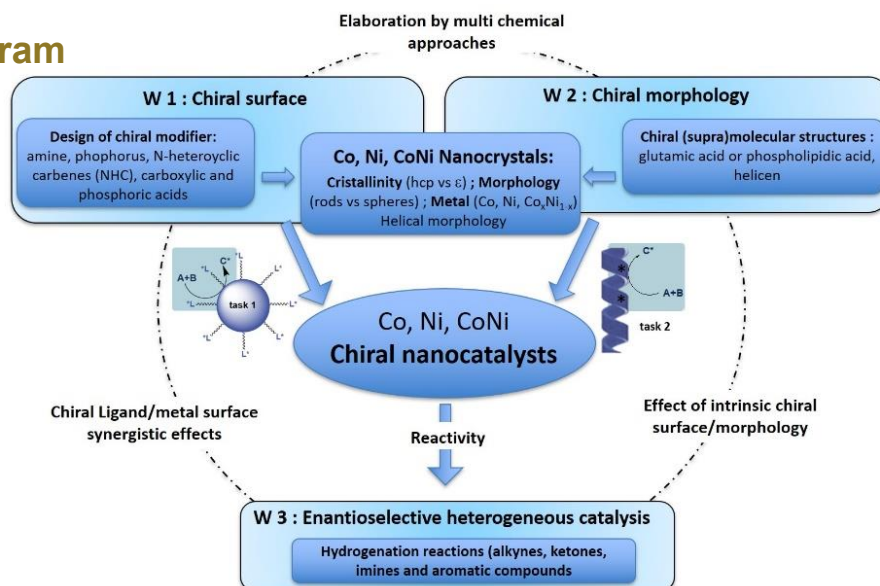 Elaboration by multi chemical
approaches
ram
W 1 : Chiral surface
Design of chiral modifier:
amine, phophorus, N-heteroyclic
carbenes (NHC), carboxylic and
phosphoric acids
W 2 : Chiral morphology
Chiral (supra)molecular structures :
glutamic acid or phospholipidic acid,
helicen
Co, Ni, CoNi Nanocrystals:
Cristallinity (hcp vs ε) ; Morphology
(rods vs spheres) ; Metal (Co, Ni, CoxNi1-x)
Helical morphology
A+B
C*
*L
L*
L*
*L
L*
*L
L*
L*
task 1
C*
A+B
*
*
task 2
Co, Ni, CoNi
Chiral nanocatalysts
Chiral Ligand/metal surface
synergistic effects
Effect of intrinsic chiral
surface/morphology
Reactivity
W 3 : Enantioselective heterogeneous catalysis
Hydrogenation reactions (alkynes, ketones,
imines and aromatic compounds